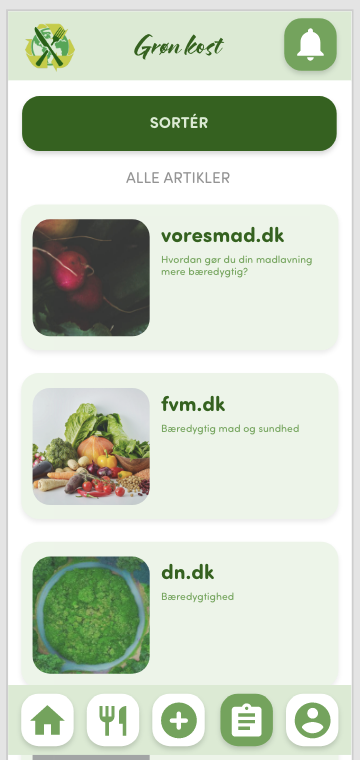 Grøn kost
SORTÉR
ALLE ARTIKLER
voresmad.dk
Hvordan gør du din madlavning
mere bæredygtig?
fvm.dk
Bæredygtig mad og sundhed
dn.dk
Bæredygtighed